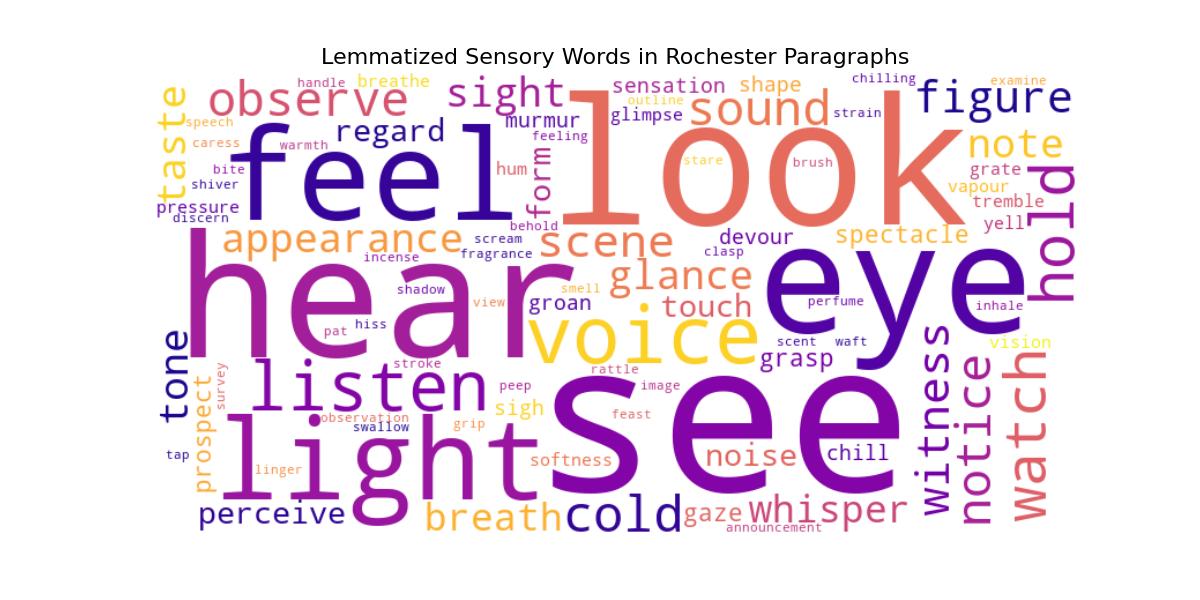 Lemmatized Sensory Words in Rochester Paragraphs
taste
observe
handle
breathe
sight
sensation
shape
chilling
examine
figure
look
outline
sound
strain
glimpse
murmur
feeling
regard
speech
caress
warmth
feel
bite
shiver
pressure
discern
hum
form
stare
brush
note
grate
vapour
tremble
yell
hold
behold
appearance
scream
fragrance
scene
devour
clasp
spectacle
incense
hear
shadow
view
smell
groan
glance
touch
eye
perfume
inhale
pat
hiss
voice
scent
waft
grasp
vision
tone
prospect
survey
listen
stroke
peep
rattle
image
see
witness
notice
watch
sigh
feast
observation
swallow
grip
light
tap
linger
softness
noise
chill
perceive
breath
cold
gaze
whisper
announcement